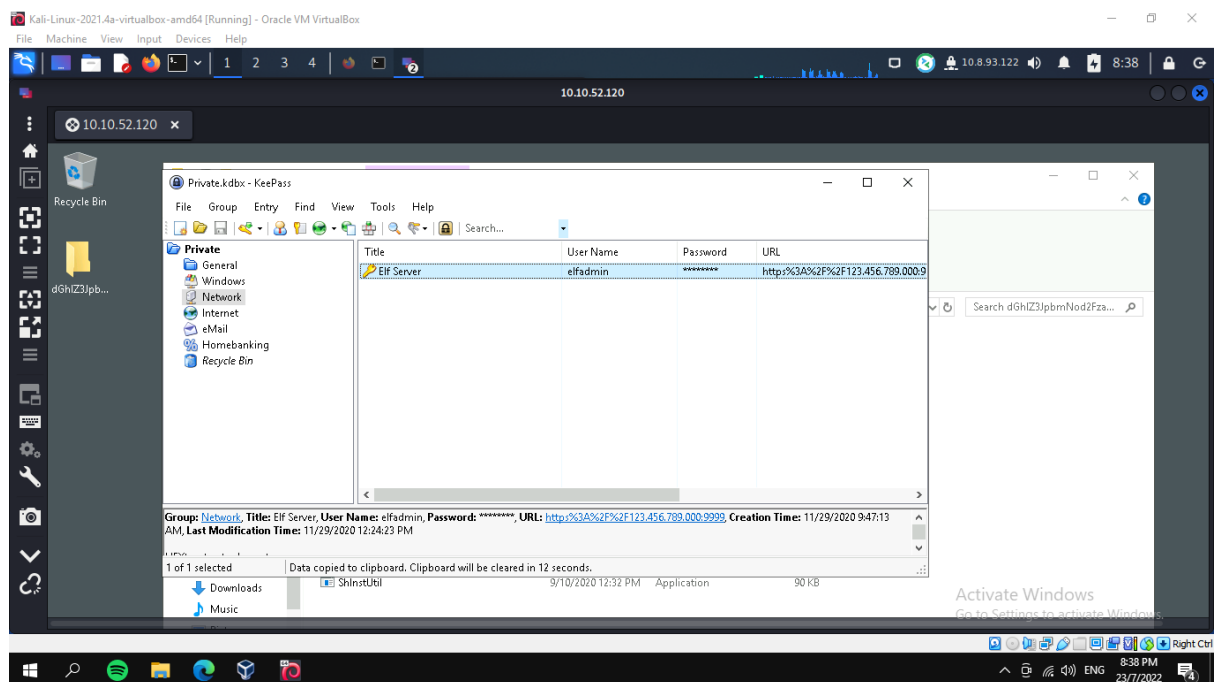 Kali-Linux-2021.4a-virtualbox-amd64 [Running] - Oracle VM VirtualBox
File Machine View Input Devices Help
1 2 3 4 2 10.8.93.122 8:38
10.10.52.120
10.10.52.120
Recycle Bin
dGhlZ3Jpb...
Private.kdbx - KeePass
File Group Entry Find View Tools Help
Search...
Private
General
Windows
Network
Internet
eMail
Homebanking
Recycle Bin
Title User Name Password URL
Elf Server elfadmin ******** https%3A%2F%2F123.456.789.000:9
Search dGhlZ3JpbmNod2Fza...
Group: Network, Title: Elf Server, User Name: elfadmin, Password: ********, URL: https%3A%2F%2F123.456.789.000:9999, Creation Time: 11/29/2020 9:47:13
AM, Last Modification Time: 11/29/2020 12:24:23 PM
1 of 1 selected Data copied to clipboard. Clipboard will be cleared in 12 seconds.
Downloads ShInstUtil 9/10/2020 12:32 PM Application 90 KB
Music
Activate Windows
Go to Settings to activate Windows.
Right Ctrl
ENG 8:38 PM
23/7/2022 4